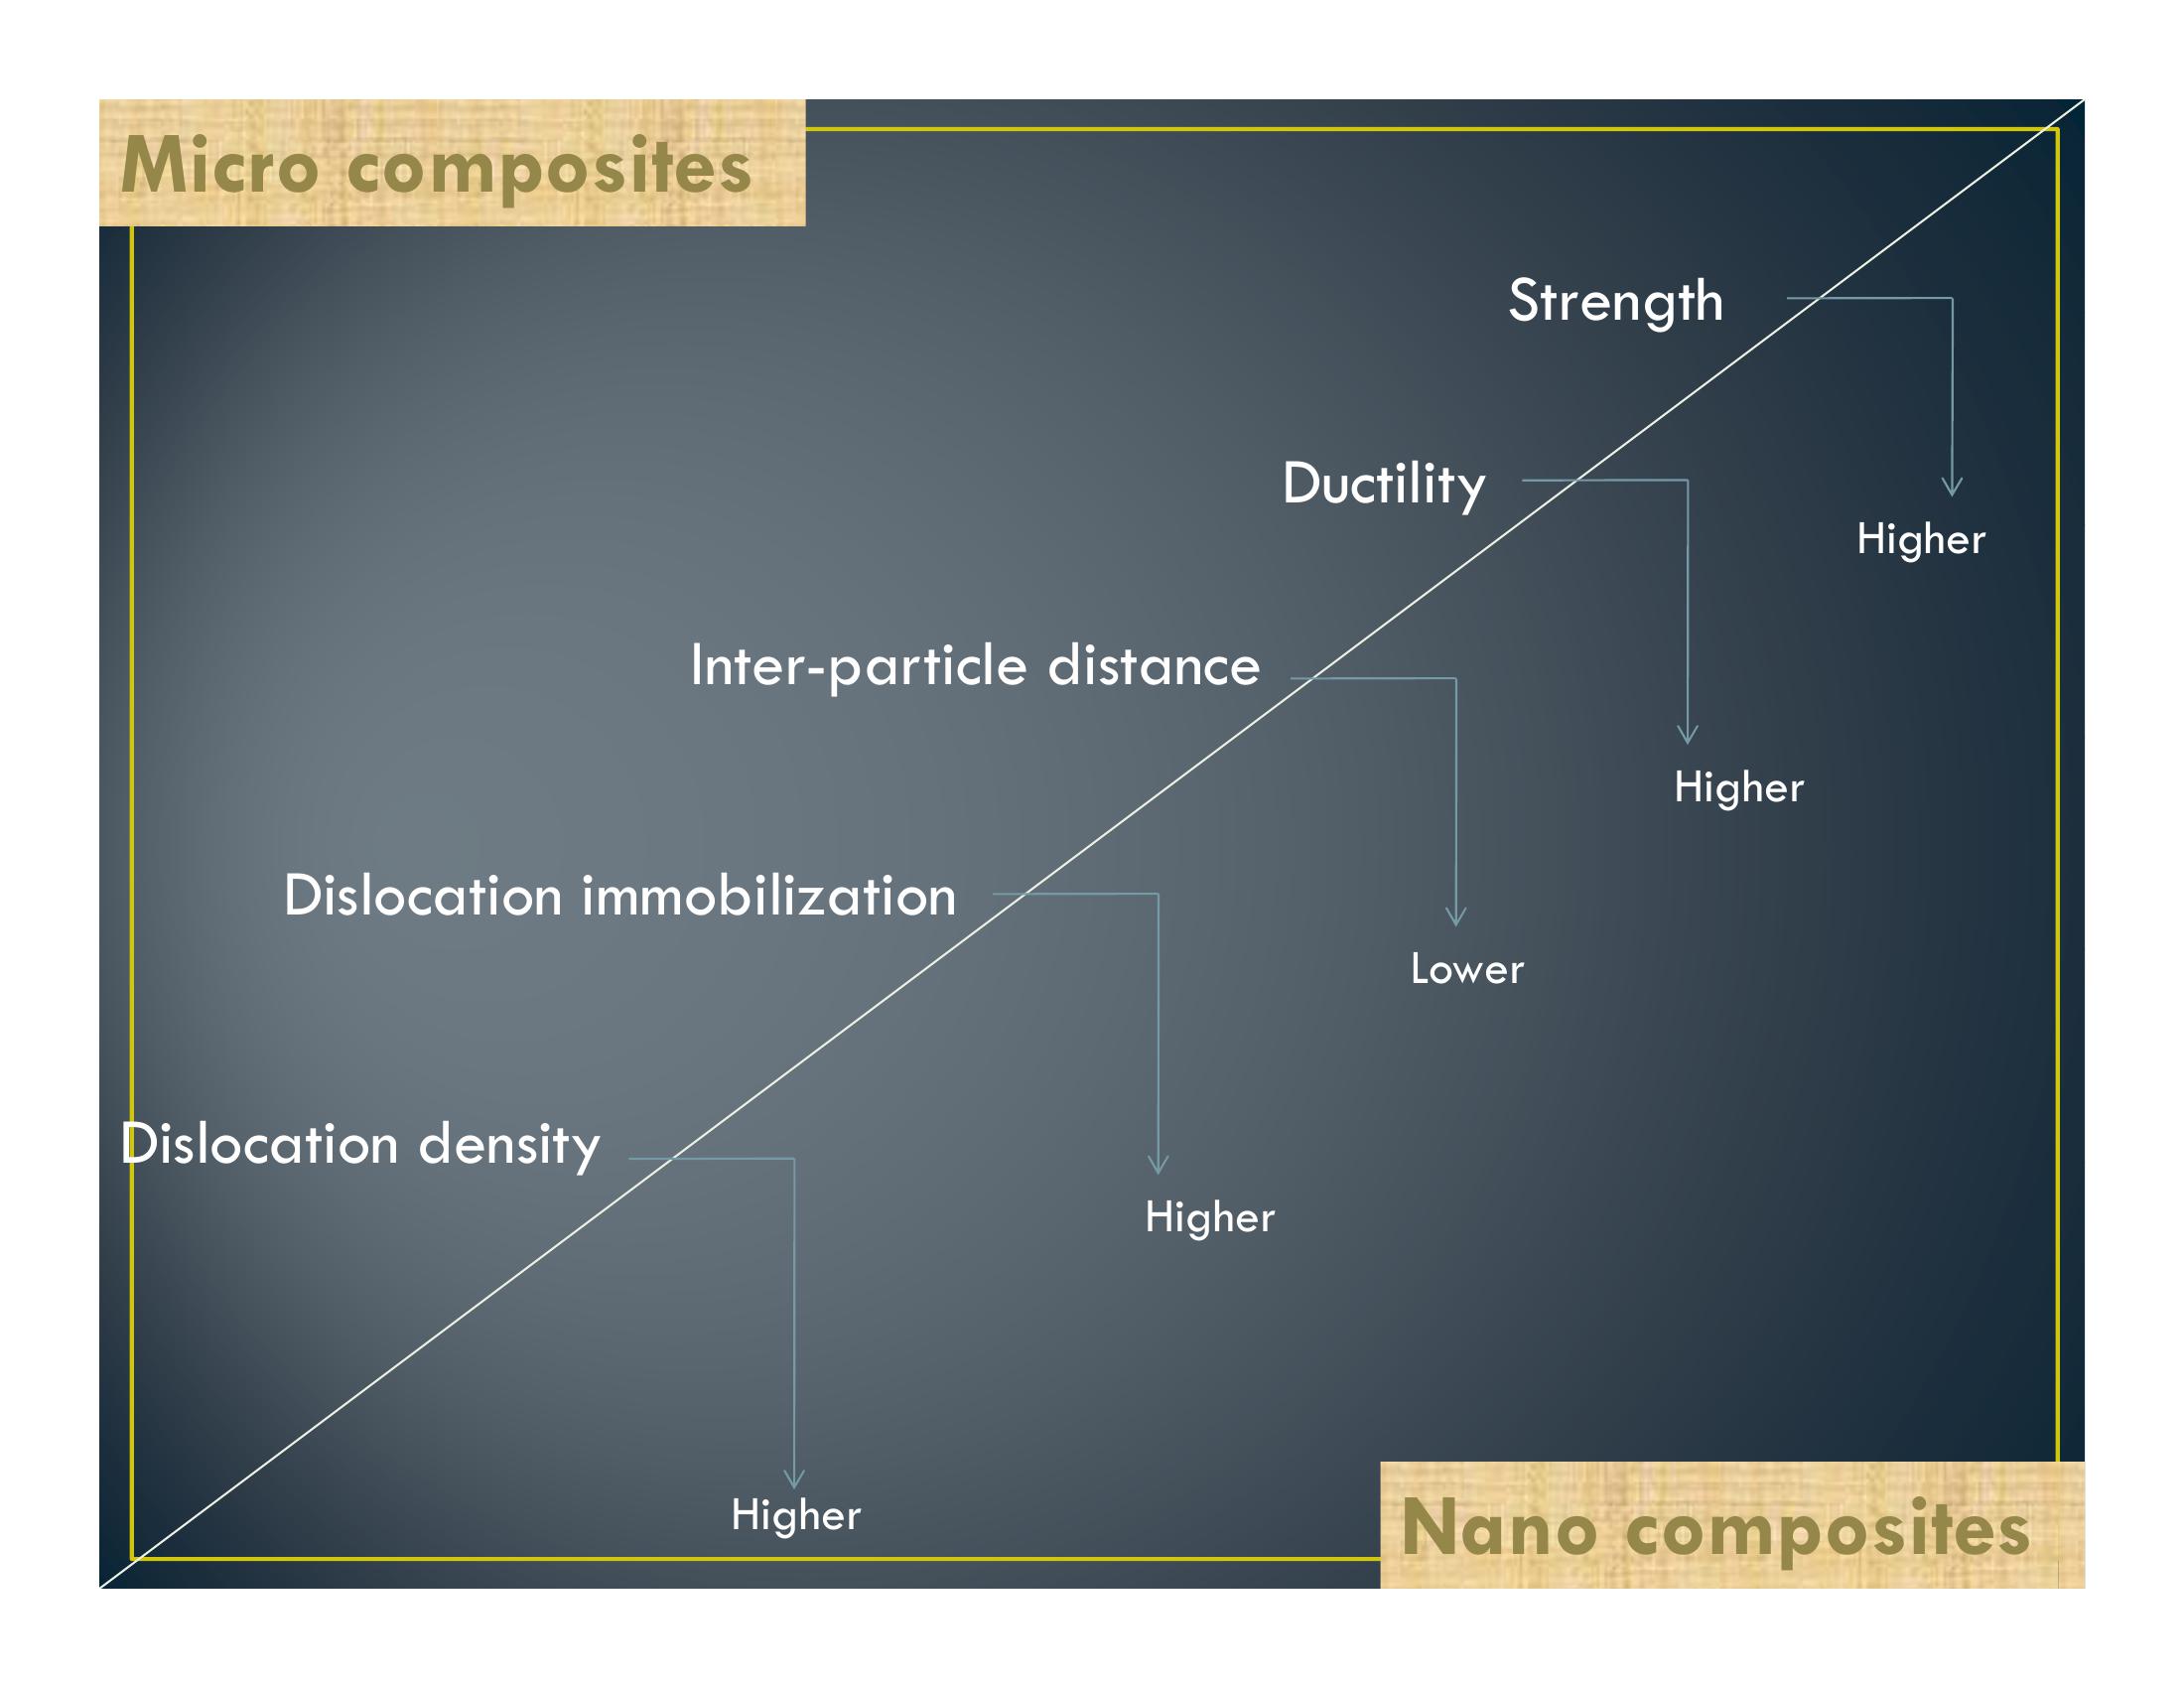 Micro composites
Strength
Ductility
Higher
Inter-particle distance
Higher
Dislocation immobilization
Lower
Dislocation density
Higher
Higher
Nano composites